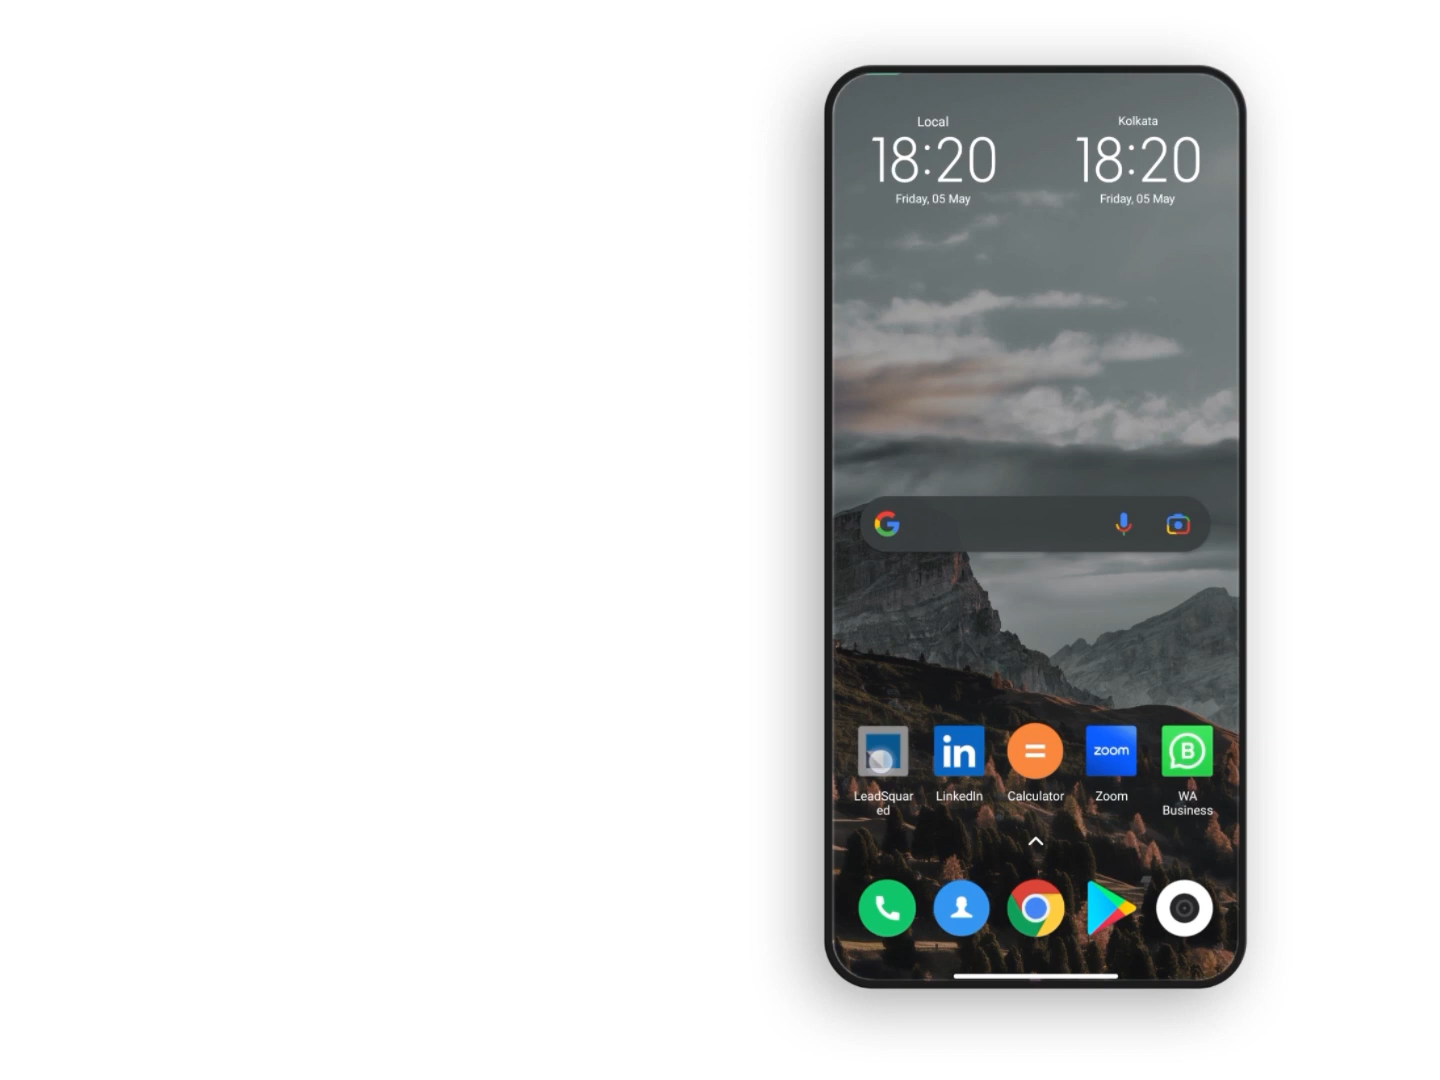 Local
18:20
Friday, 05 May
Kolkata
18:20
Friday, 05 May
LeadSquar
ed
LinkedIn
Calculator
zoom
Zoom
WA
Business